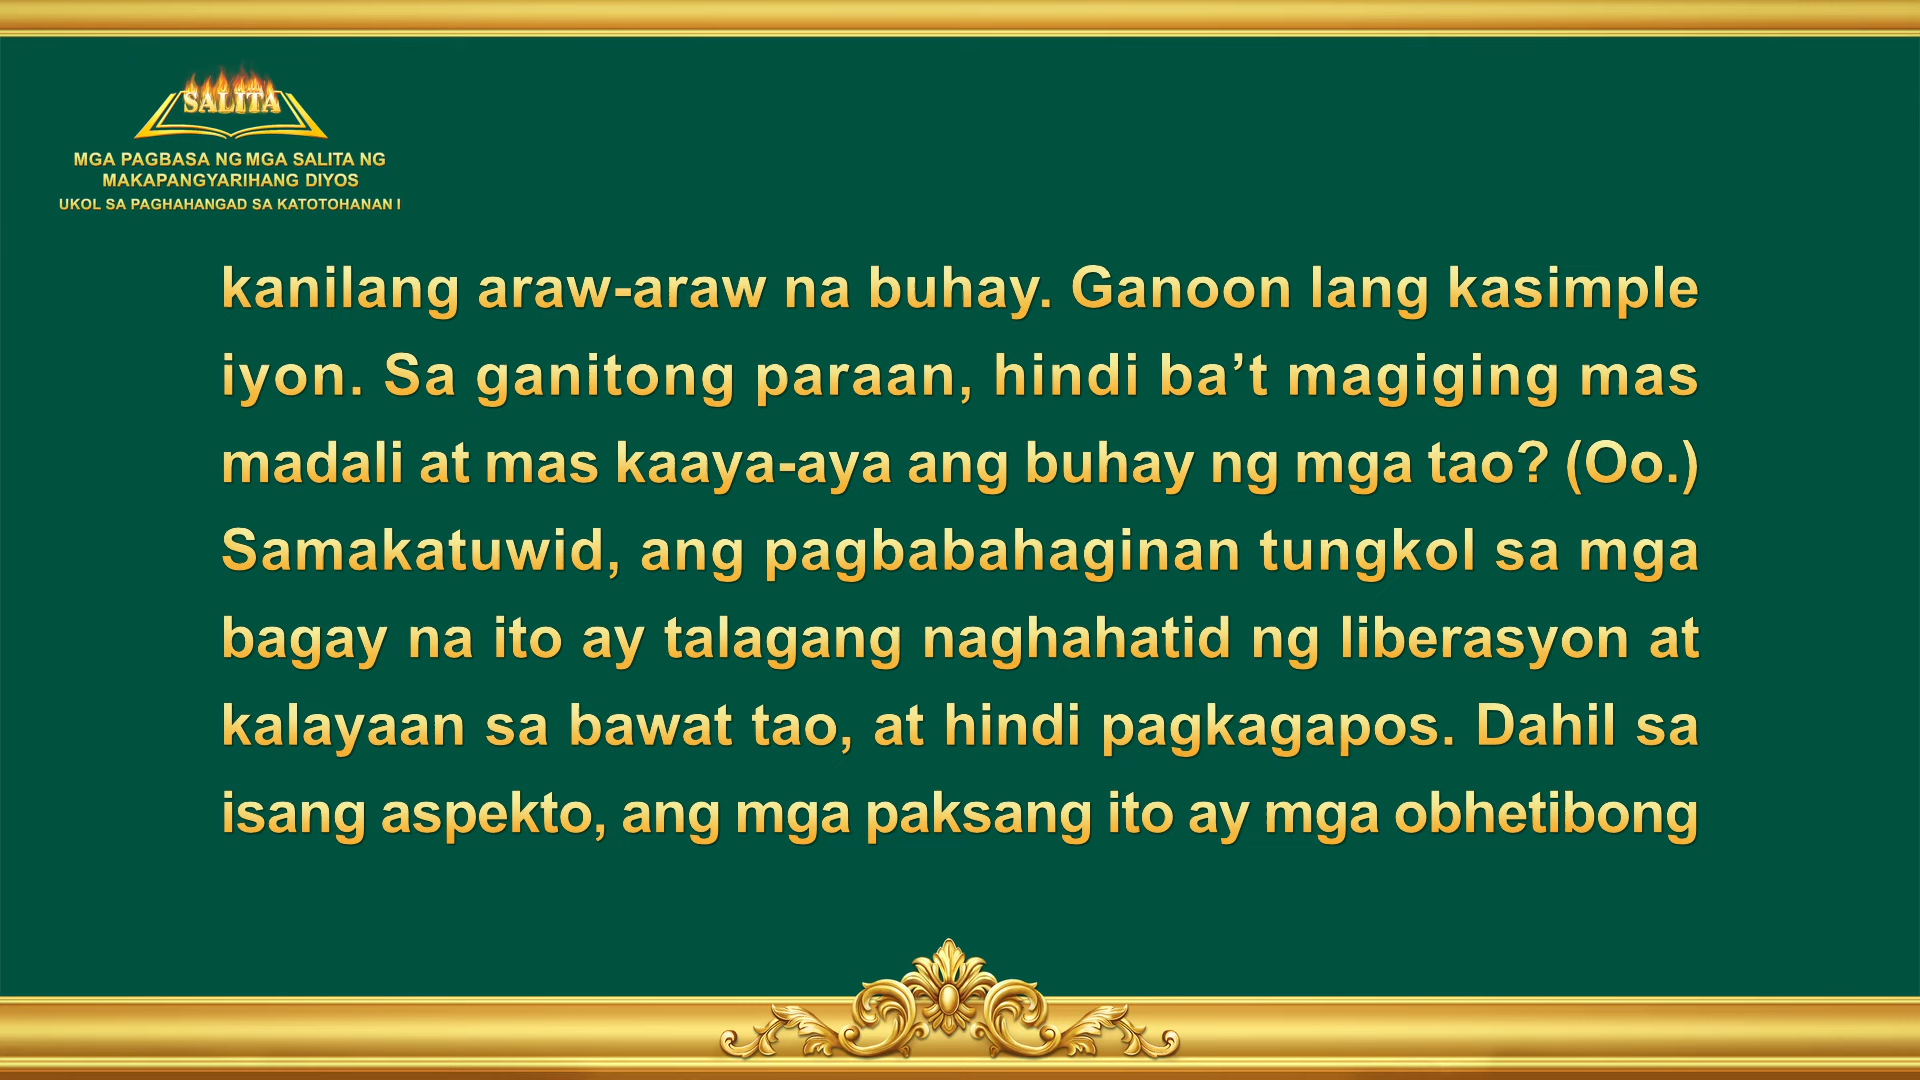 SALITA
MGA PAGBASA NG MGA SALITA NG
MAKAPANGYARIHANG DIYOS
UKOL SA PAGHAHANGAD SA KATOTOHANAN I
kanilang araw-araw na buhay. Ganoon lang kasimple
iyon. Sa ganitong paraan, hindi ba’t magiging mas
madali at mas kaaya-aya ang buhay ng mga tao? (Oo.)
Samakatuwid, ang pagbabahaginan tungkol sa mga
bagay na ito ay talagang naghahatid ng liberasyon at
kalayaan sa bawat tao, at hindi pagkagapos. Dahil sa
isang aspekto, ang mga paksang ito ay mga obhetibong